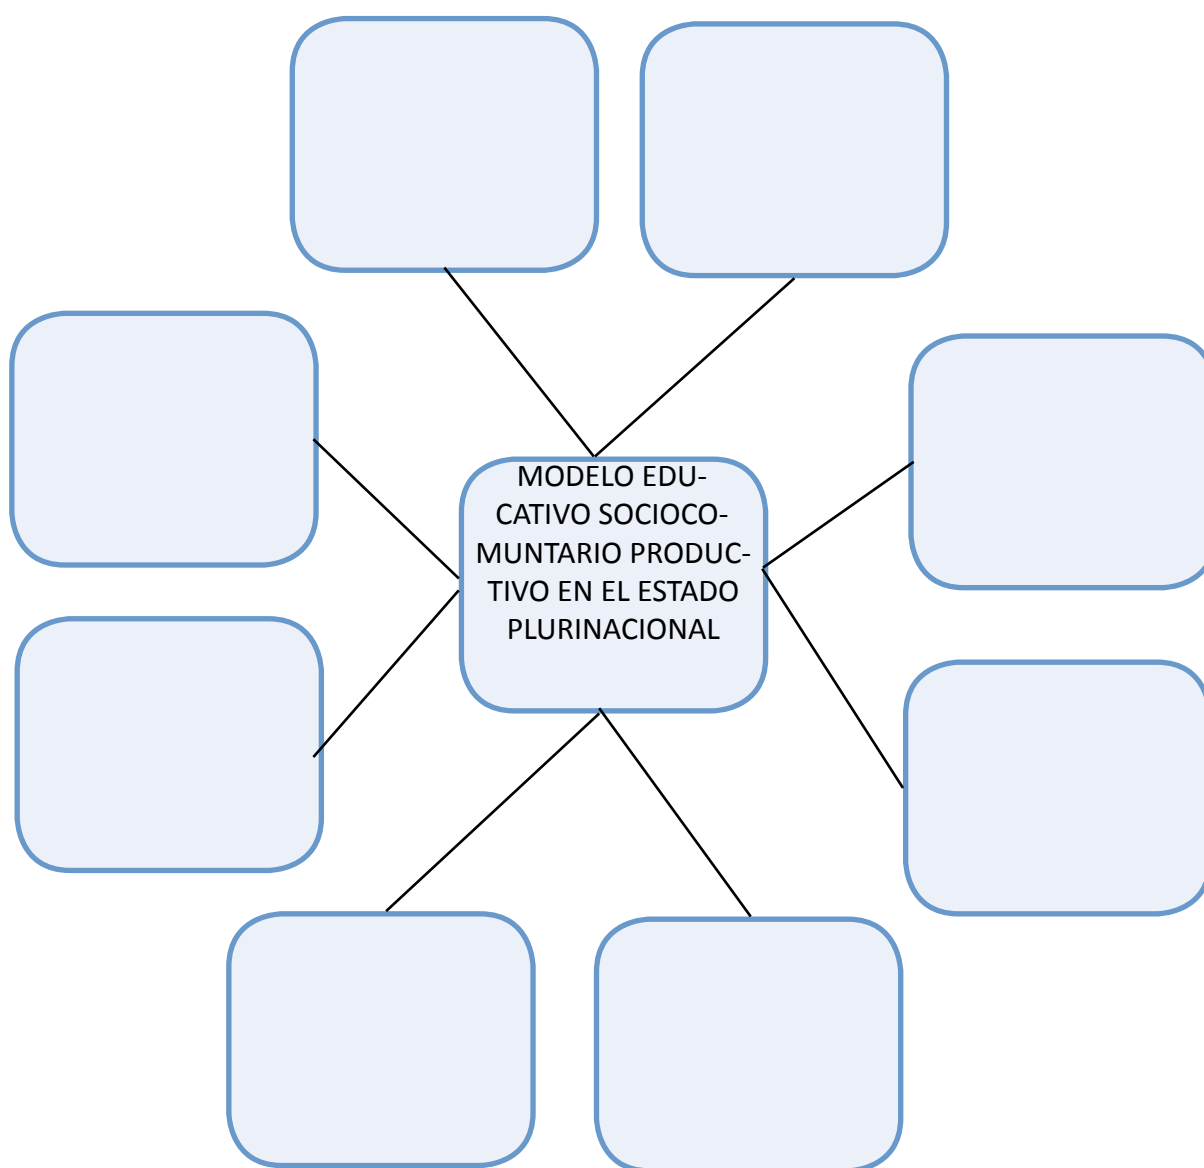 MODELO EDU-
CATIVO SOCIOCO-
MUNTARIO PRODUC-
TIVO EN EL ESTADO
PLURINACIONAL